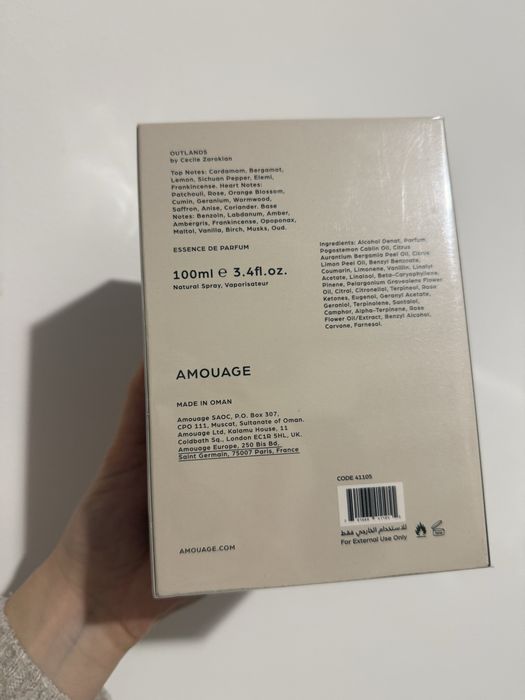 OUTLANDS
by Cecile Zarokian
Top Notes: Cardamom, Bergamot,
Lemon, Sichuan Pepper, Elemi,
Frankincense. Heart Notes:
Patchouli, Rose, Orange Blossom,
Cumin, Geranium, Wormwood,
Saffron, Anise, Coriander. Base
Notes: Benzoin, Labdanum, Amber,
Ambergris, Frankincense, Opoponax,
Maltol, Vanilla, Birch, Musks, Oud.
ESSENCE DE PARFUM
100ml ℮ 3.4fl.oz.
Natural Spray, Vaporisateur
Ingredients: Alcohol Denat, Parfum,
Pogostemon Cablin Oil, Citrus
Aurantium Bergamia Peel Oil, Citrus
Limon Peel Oil, Benzyl Benzoate,
Coumarin, Limonene, Vanillin, Linalyl
Acetate, Linalool, Beta-Caryophyllene,
Pinene, Pelargonium Graveolens Flower
Oil, Citral, Citronellol, Terpineol, Rose
Ketones, Eugenol, Geranyl Acetate,
Geraniol, Terpinolene, Santalol,
Camphor, Alpha-Terpinene, Rose
Flower Oil/Extract, Benzyl Alcohol,
Carvone, Farnesol.
AMOUAGE
MADE IN OMAN
Amouage SAOC, P.O. Box 307,
CPO 111, Muscat, Sultanate of Oman.
Amouage Ltd, Kalamu House, 11
Coldbath Sq., London EC1R 5HL, UK.
Amouage Europe, 250 Bis Bd.
Saint Germain, 75007 Paris, France
CODE 41105
للاستخدام الخارجي فقط
For External Use Only
AMOUAGE.COM